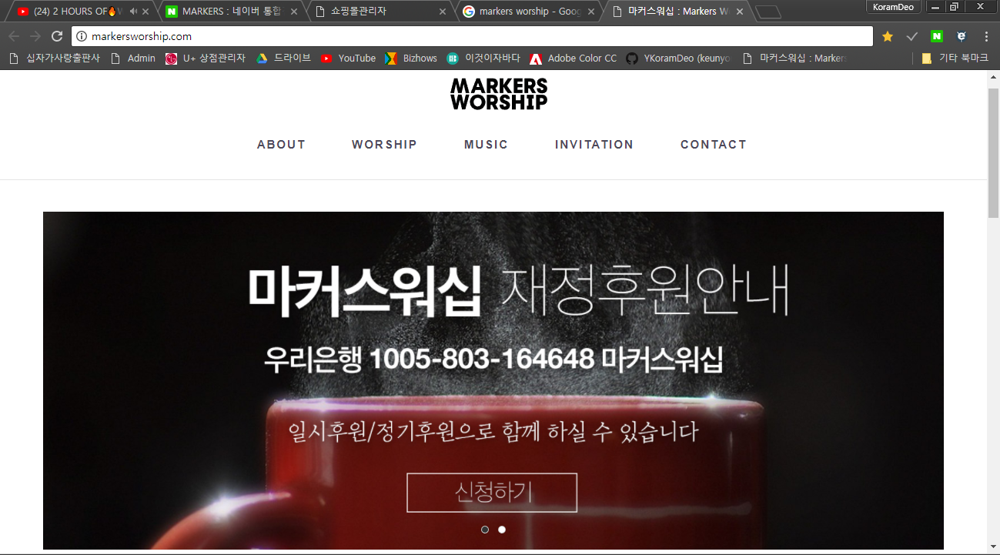 (24) 2 HOURS OF🔥
MARKERS : 네이버 통합
쇼핑몰관리자
markers worship - Goog
마커스워십 : Markers W
KoramDeo
markersworship.com
십자가사랑출판사
Admin
U+ 상점관리자
드라이브
YouTube
Bizhows
이것이자바다
Adobe Color CC
YKoramDeo (keunyo
마커스워십 : Markers
기타 북마크
MARKERS
WORSHIP
ABOUT WORSHIP MUSIC INVITATION CONTACT
마커스워십 재정후원안내
우리은행 1005-803-164648 마커스워십
일시후원/정기후원으로 함께 하실 수 있습니다
신청하기